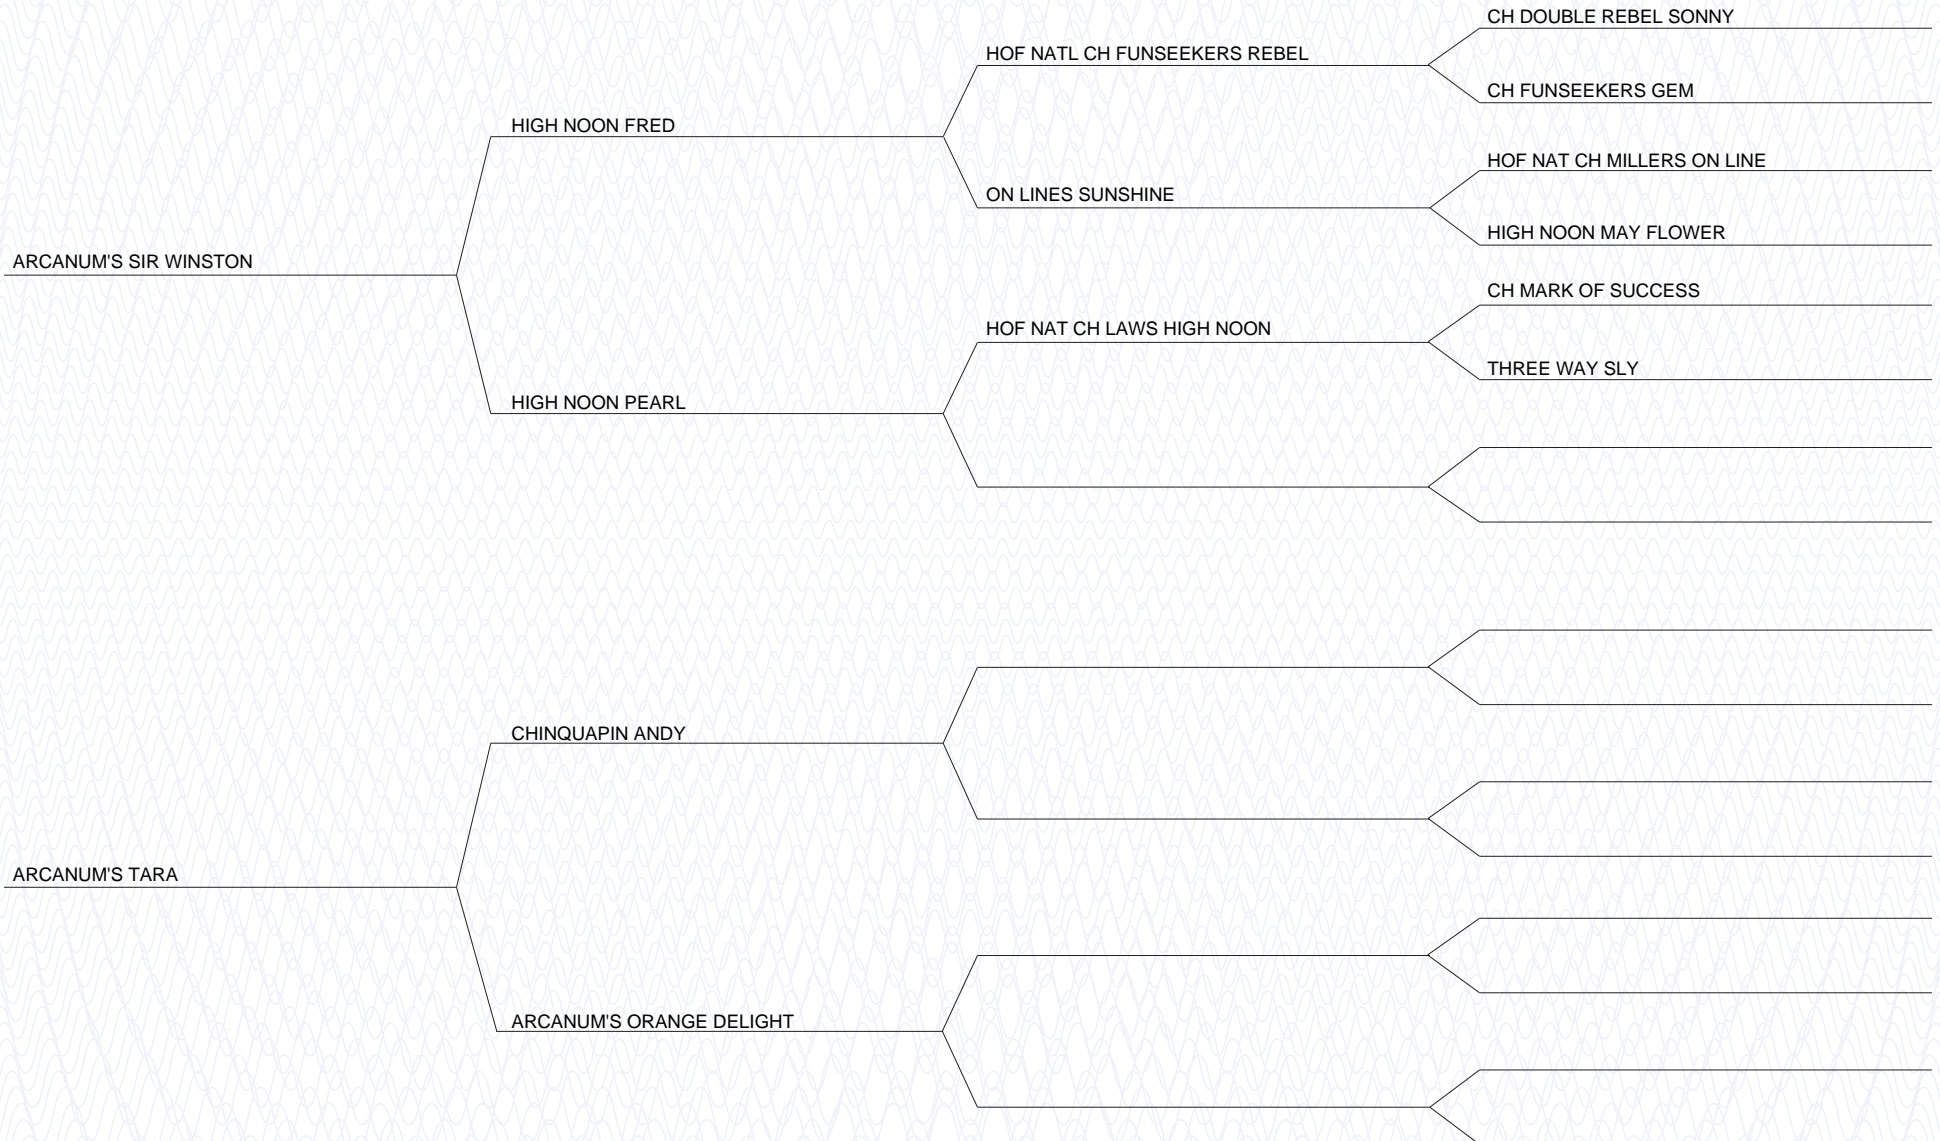 CH DOUBLE REBEL SONNY
HOF NATL CH FUNSEEKERS REBEL
CH FUNSEEKERS GEM
HIGH NOON FRED
HOF NAT CH MILLERS ON LINE
ON LINES SUNSHINE
HIGH NOON MAY FLOWER
ARCANUM'S SIR WINSTON
CH MARK OF SUCCESS
HOF NAT CH LAWS HIGH NOON
THREE WAY SLY
HIGH NOON PEARL
CHINQUAPIN ANDY
ARCANUM'S TARA
ARCANUM'S ORANGE DELIGHT